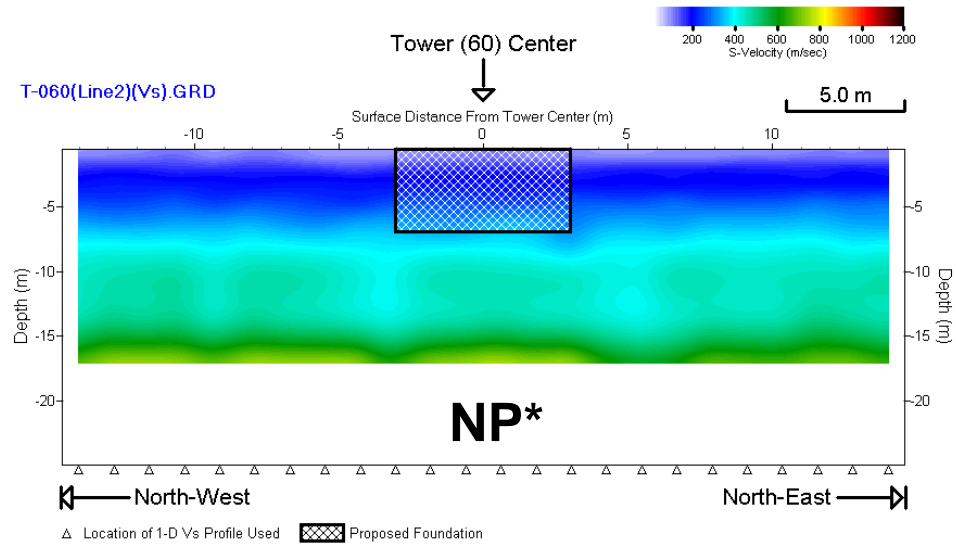 Tower (60) Center
200 400 600 800 1000 1200
S-Velocity (m/sec)
T-060(Line2)(Vs).GRD
5.0 m
Surface Distance From Tower Center (m)
-10 -5 0 5 10
-5 -5
-10 -10
Depth (m) Depth (m)
-15 -15
-20 -20
NP*
North-West North-East
Location of 1-D Vs Profile Used Proposed Foundation